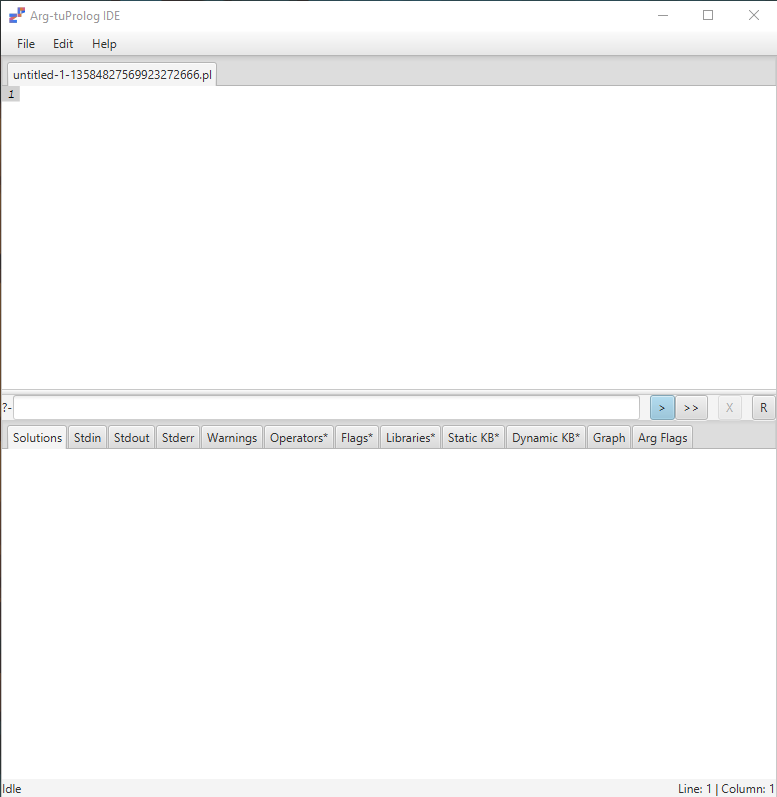 Arg-tuProlog IDE
File Edit Help
untitled-1-13584827569923272666.pl
1
?- > >> X R
Solutions Stdin Stdout Stderr Warnings Operators* Flags* Libraries* Static KB* Dynamic KB* Graph Arg Flags
Idle Line: 1 | Column: 1